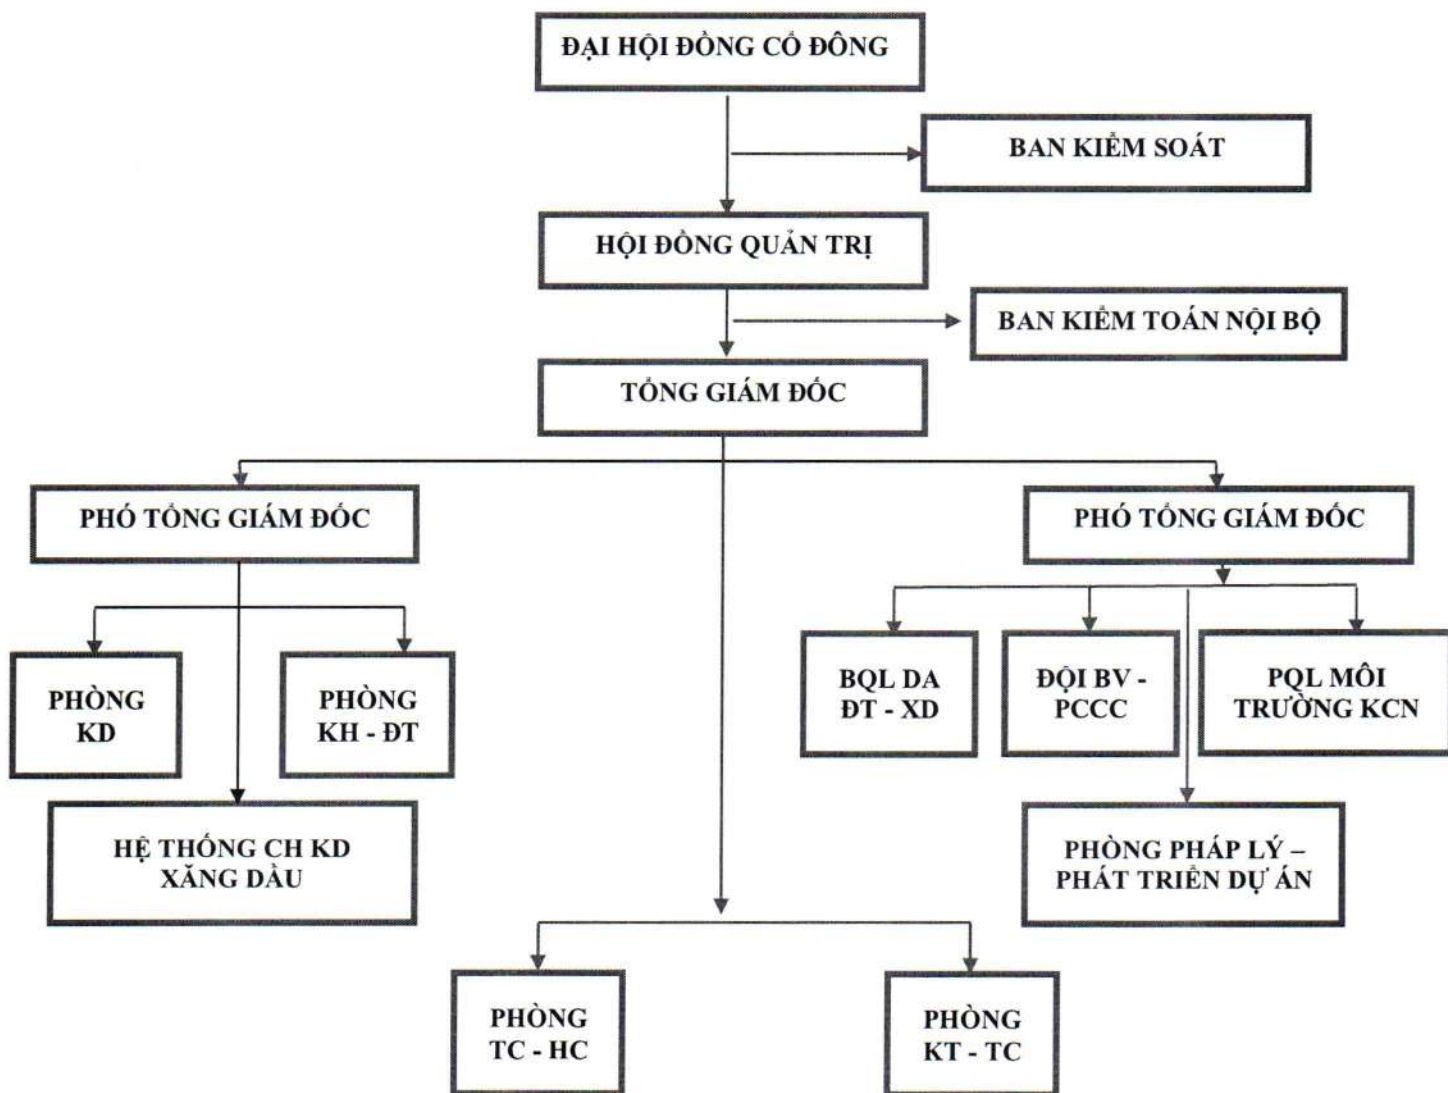 ĐẠI HỘI ĐỒNG CỔ ĐÔNG
BAN KIỂM SOÁT
HỘI ĐỒNG QUẢN TRỊ
BAN KIỂM TOÁN NỘI BỘ
TỔNG GIÁM ĐỐC
PHÓ TỔNG GIÁM ĐỐC
PHÓ TỔNG GIÁM ĐỐC
PHÒNG
KD
PHÒNG
KH - ĐT
BQL DA
ĐT - XD
ĐỘI BV -
PCCC
PQL MÔI
TRƯỜNG KCN
HỆ THỐNG CH KD
XĂNG DẦU
PHÒNG PHÁP LÝ –
PHÁT TRIỂN DỰ ÁN
PHÒNG
TC - HC
PHÒNG
KT - TC